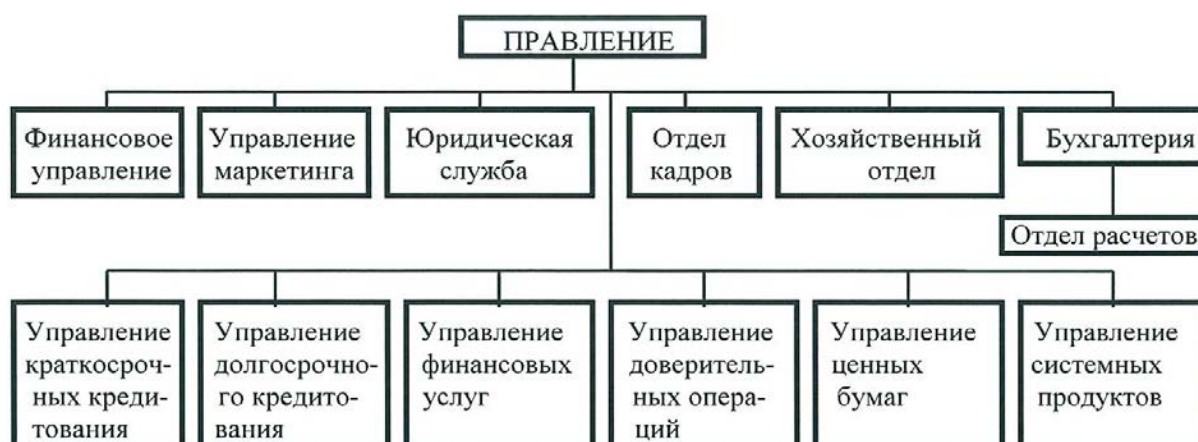 ПРАВЛЕНИЕ
Финансовое
управление
Управление
маркетинга
Юридическая
служба
Отдел
кадров
Хозяйственный
отдел
Бухгалтерия
Отдел расчетов
Управление
краткосроч-
ных креди-
тования
Управление
долгосрочно-
го кредито-
вания
Управление
финансовых
услуг
Управление
доверитель-
ных опера-
ций
Управление
ценных
бумаг
Управление
системных
продуктов